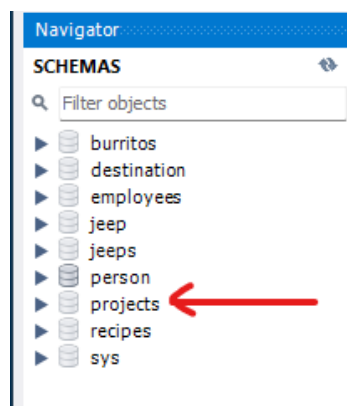 Navigator
SCHEMAS
Filter objects
burritos
destination
employees
jeep
jeeps
person
projects
recipes
sys